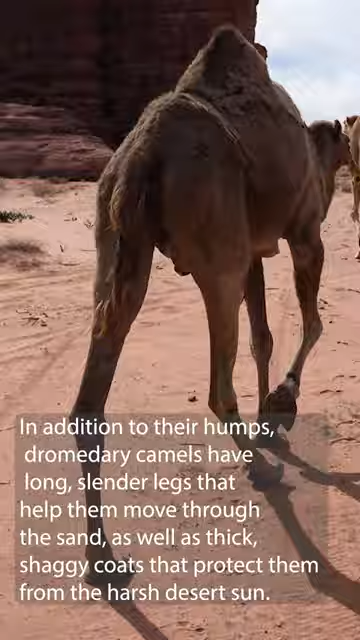 In addition to their humps,
dromedary camels have
long, slender legs that
help them move through
the sand, as well as thick,
shaggy coats that protect them
from the harsh desert sun.